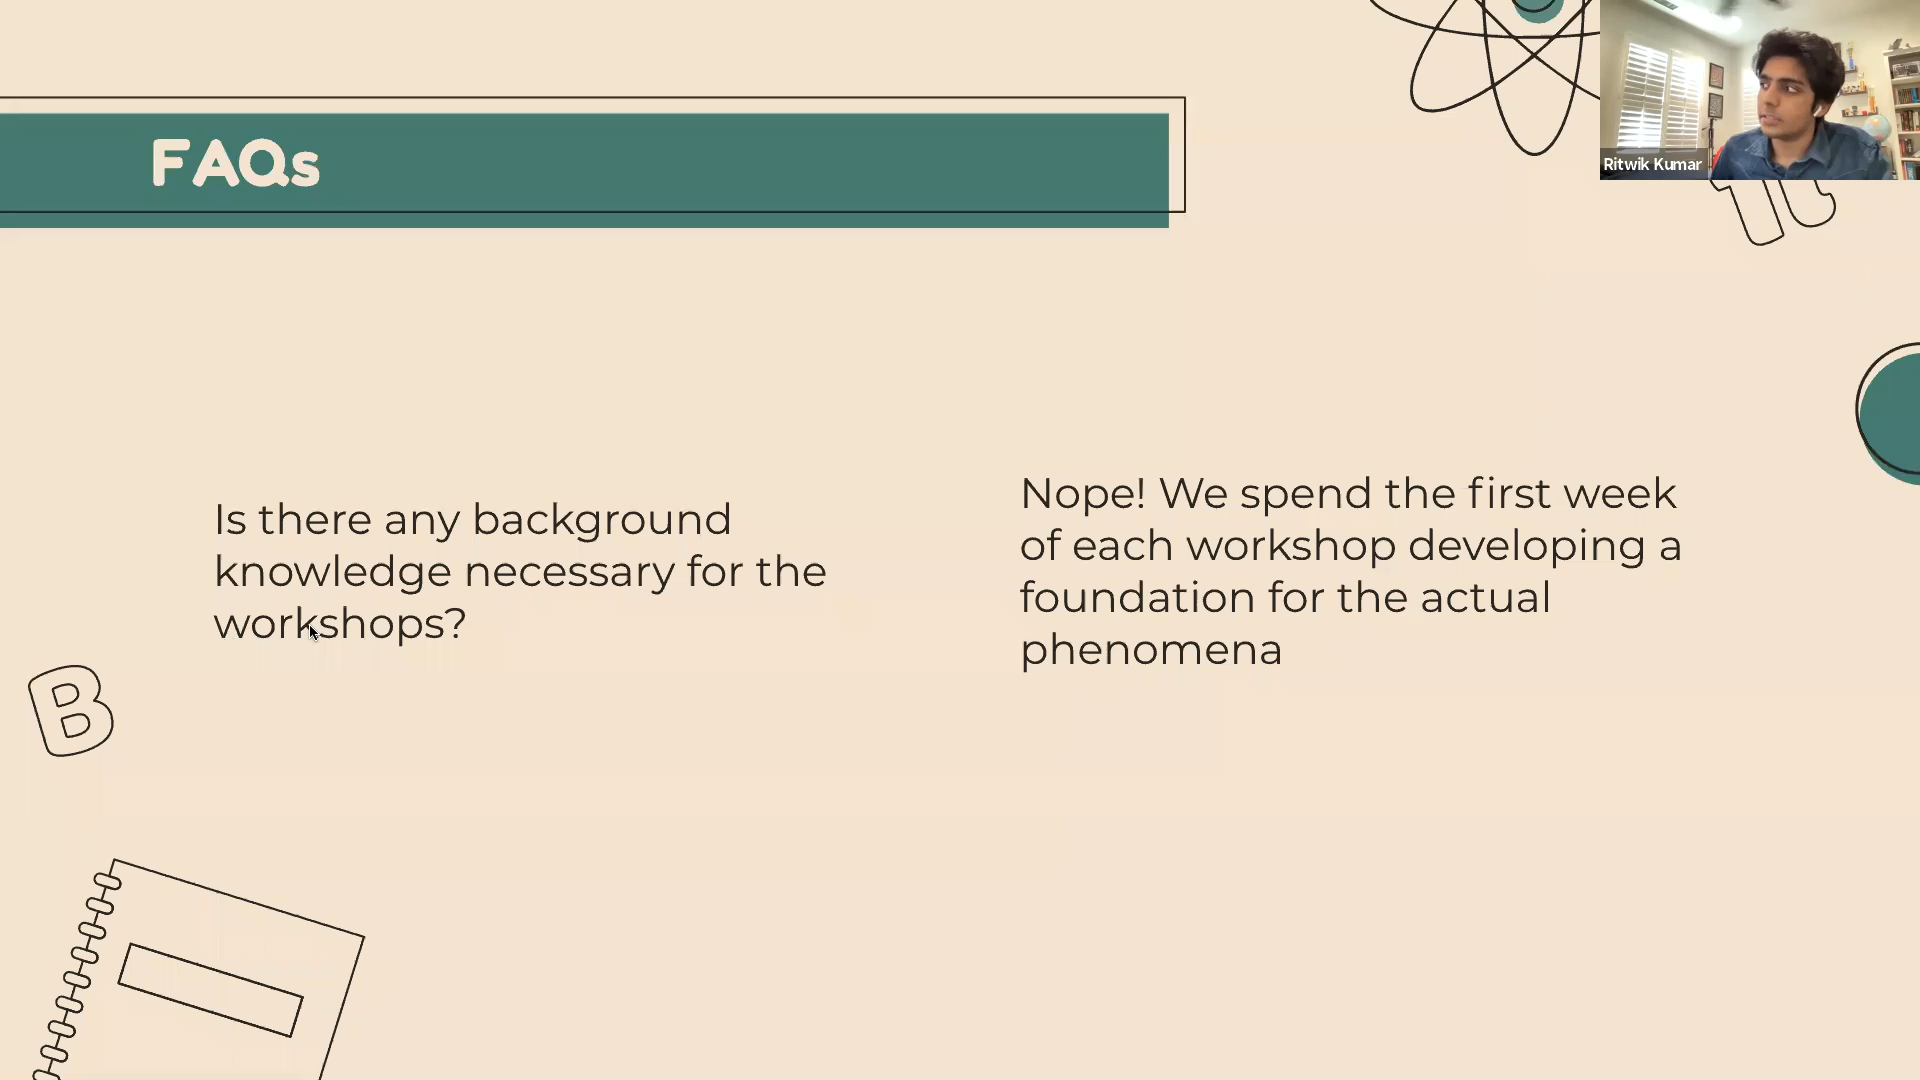 FAQs
Ritwik Kumar
π
Is there any background
knowledge necessary for the
workshops?
Nope! We spend the first week
of each workshop developing a
foundation for the actual
phenomena
B